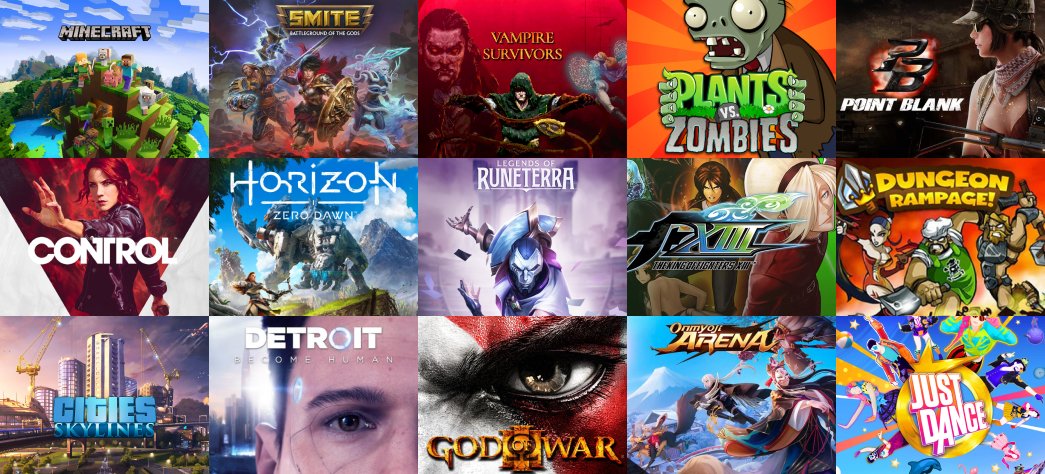 MINECRAFT
SMITE
BATTLEGROUND OF THE GODS
VAMPIRE
SURVIVORS
PLANTS
VS.
ZOMBIES
PB
POINT BLANK
CONTROL
HORIZON
ZERO DAWN
LEGENDS OF
RUNETERRA
KOFXIII
THE KING OF FIGHTERS XIII
DUNGEON
RAMPAGE!
CITIES
SKYLINES
DETROIT
BECOME HUMAN
GOD OF WAR
III
Onmyoji
ARENA
JUST
DANCE